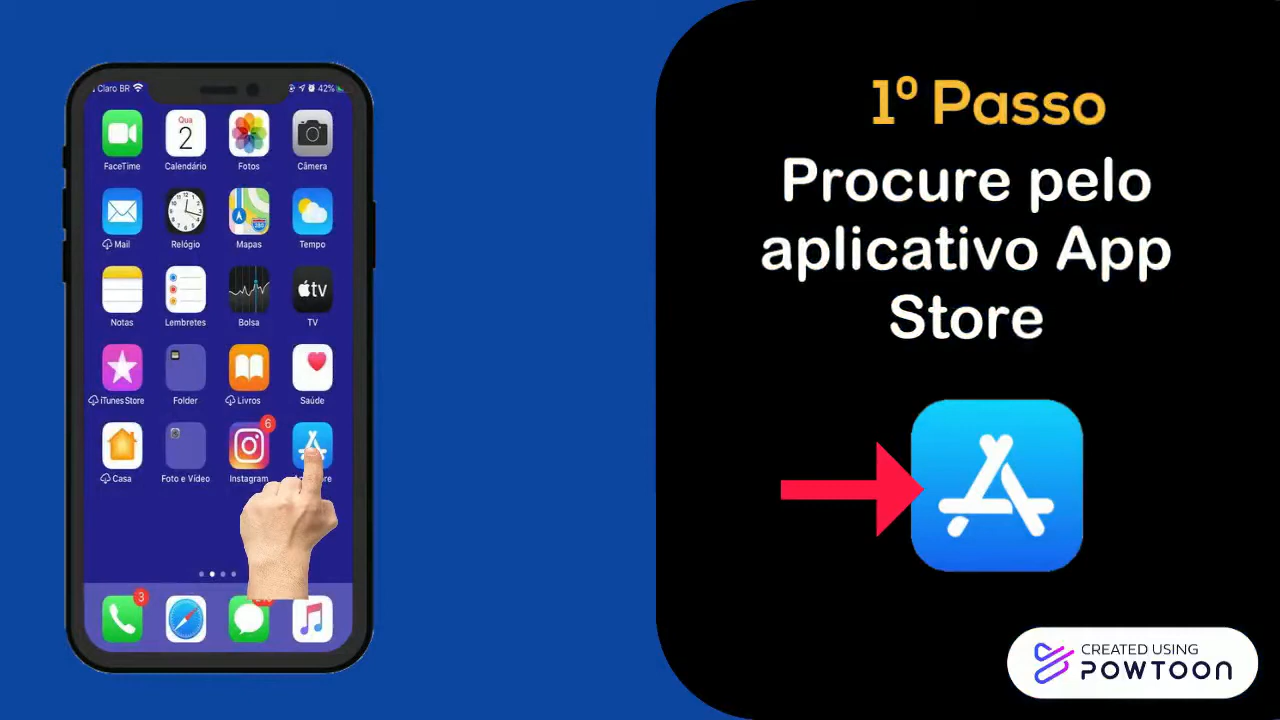 Claro BR
42%
FaceTime
Qua
2
Calendário
Fotos
Câmera
Mail
Relógio
Mapas
280
Tempo
Notas
Lembretes
Bolsa
tv
TV
iTunes Store
Folder
Livros
Saúde
Casa
Foto e Vídeo
6
Instagram
3
1º Passo
Procure pelo
aplicativo App
Store
CREATED USING
POWTOON